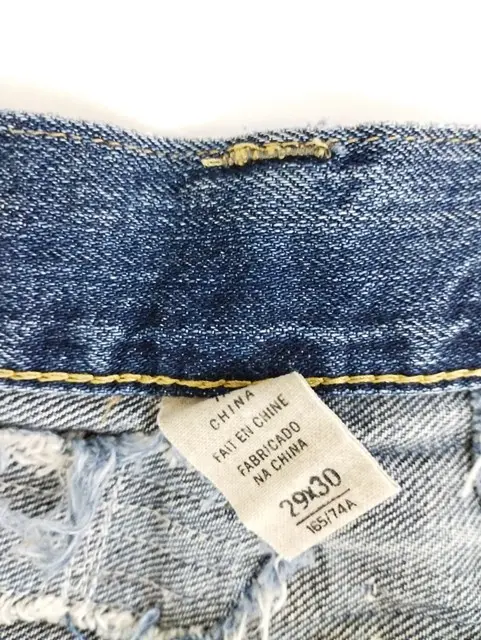 CHINA
FAIT EN CHINE
FABRICADO
NA CHINA
29x30
165/74A